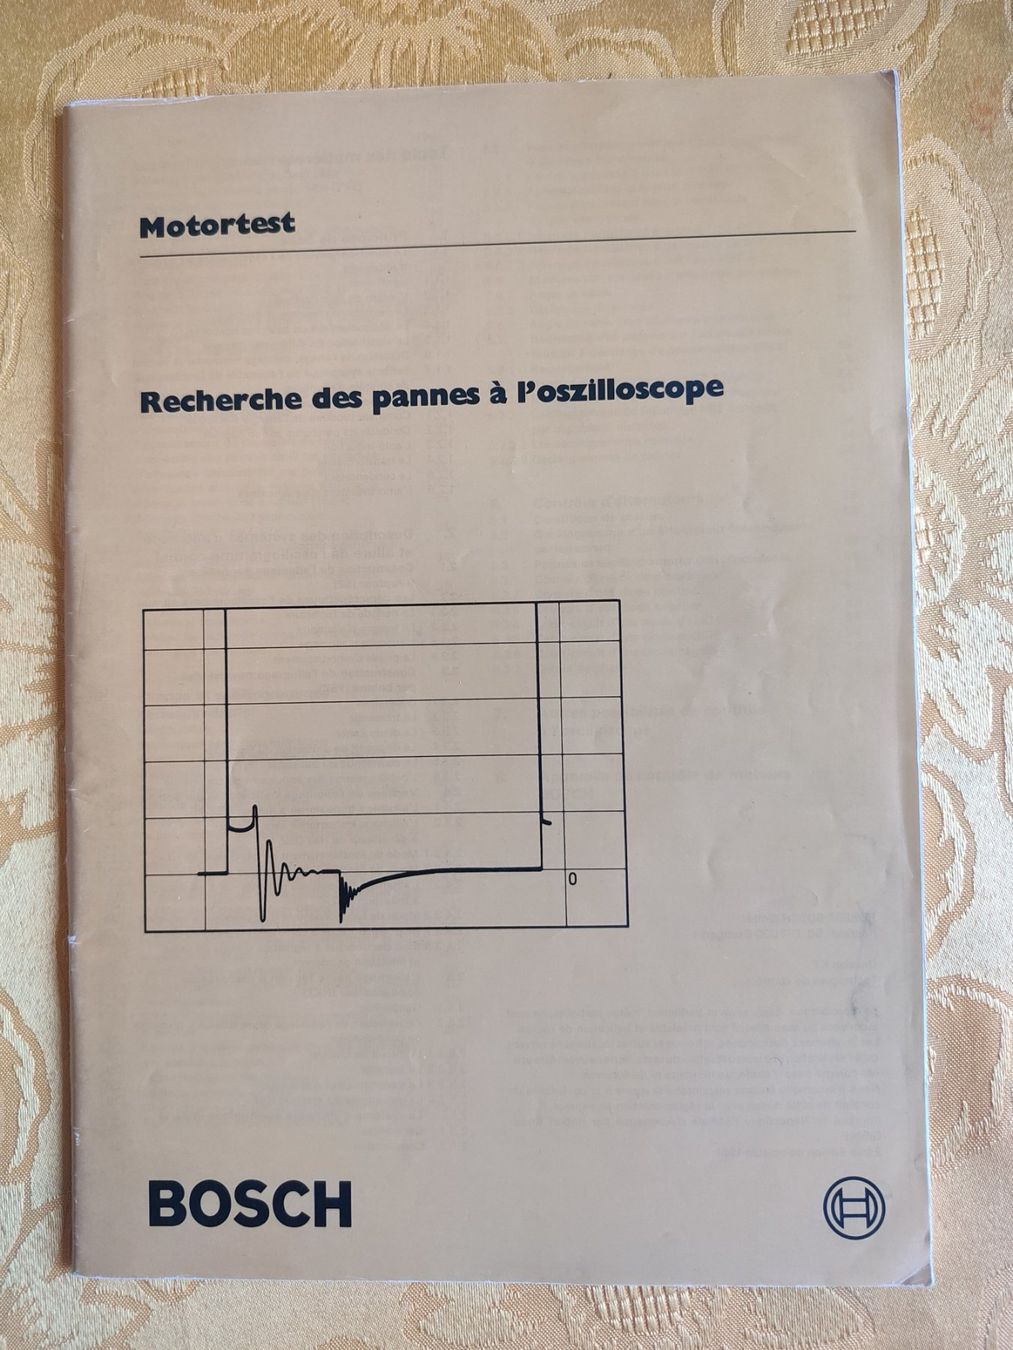 Motortest
Recherche des pannes à l'oszilloscope
0
BOSCH